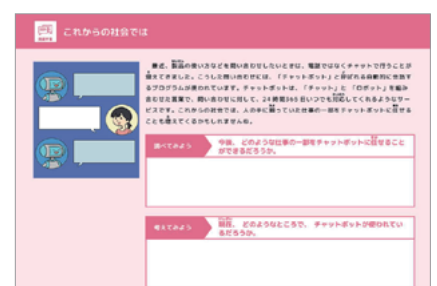 これからの社会では
最近、製品の使い方などを問い合わせしたいときは、電話ではなくチャットで行うことが
増えてきました。こうした問い合わせには、「チャットボット」と呼ばれる自動的に会話す
るプログラムが使われています。チャットボットは、「チャット」と「ロボット」を組み
合わせた言葉で、問い合わせに対して、24時間365日いつでも対応してくれるようなサー
ビスです。これからの社会では、人の手に頼っていた仕事の一部をチャットボットに任せる
ことも増えてくるかもしれませんね。
調べてみよう
今後、どのような仕事の一部をチャットボットに任せること
ができるだろうか。
考えてみよう
現在、どのようなところで、チャットボットが使われてい
るだろうか。